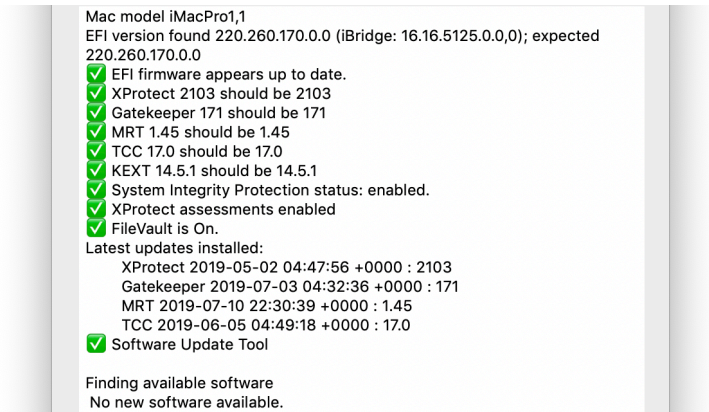 Mac model iMacPro1,1
EFI version found 220.260.170.0.0 (iBridge: 16.16.5125.0.0,0); expected
220.260.170.0.0
✅ EFI firmware appears up to date.
✅ XProtect 2103 should be 2103
✅ Gatekeeper 171 should be 171
✅ MRT 1.45 should be 1.45
✅ TCC 17.0 should be 17.0
✅ KEXT 14.5.1 should be 14.5.1
✅ System Integrity Protection status: enabled.
✅ XProtect assessments enabled
✅ FileVault is On.
Latest updates installed:
XProtect 2019-05-02 04:47:56 +0000 : 2103
Gatekeeper 2019-07-03 04:32:36 +0000 : 171
MRT 2019-07-10 22:30:39 +0000 : 1.45
TCC 2019-06-05 04:49:18 +0000 : 17.0
✅ Software Update Tool
Finding available software
No new software available.